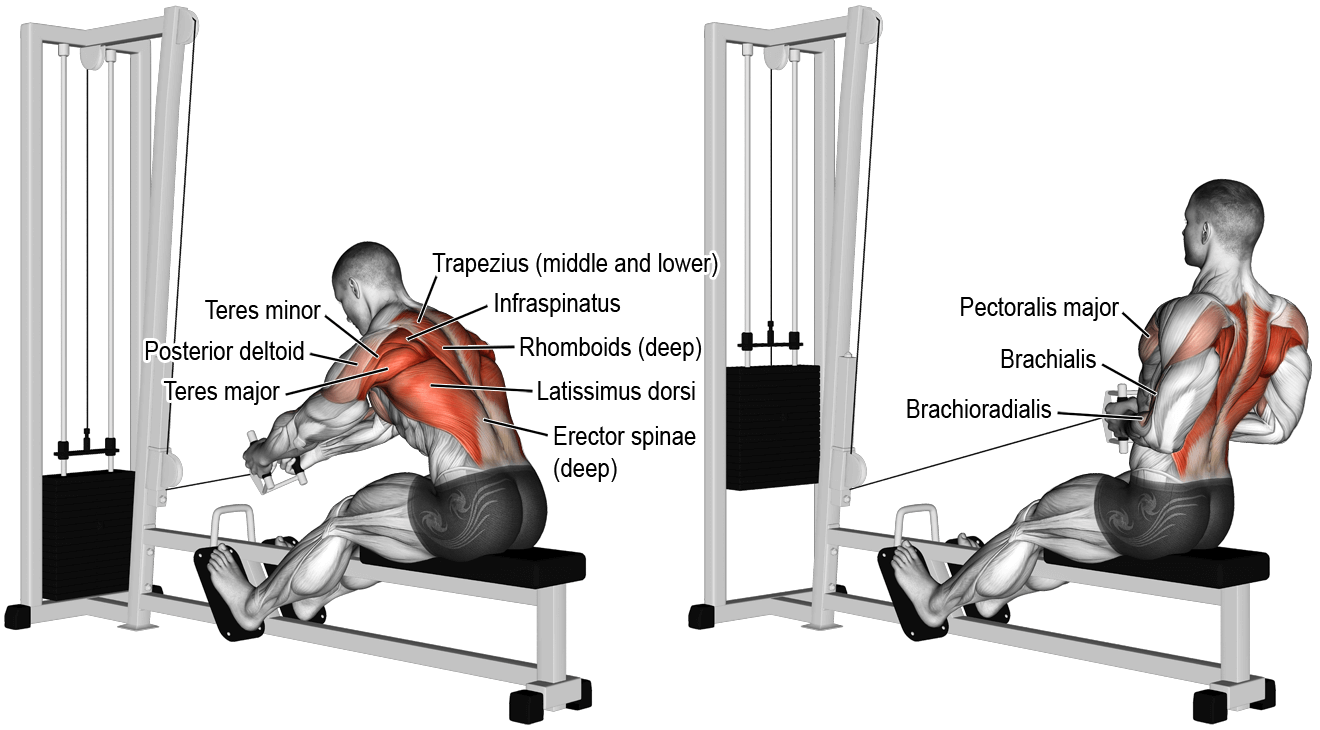 Trapezius (middle and lower)
Infraspinatus
Teres minor
Rhomboids (deep)
Posterior deltoid
Teres major
Latissimus dorsi
Erector spinae
(deep)
Pectoralis major
Brachialis
Brachioradialis